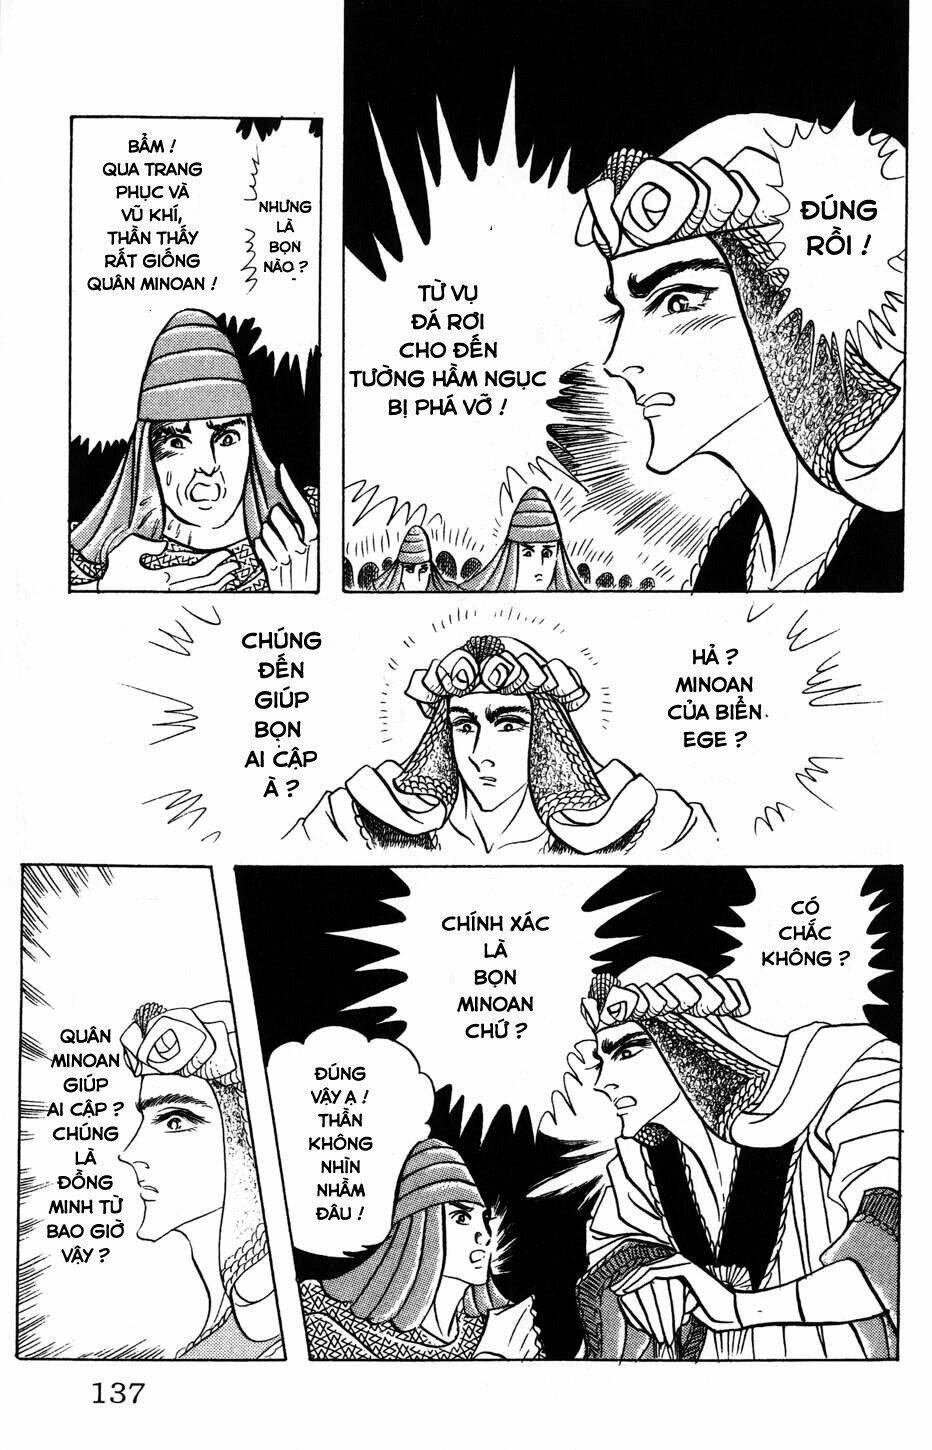 ĐÚNG
RỒI !
TỪ VỤ
ĐÁ RƠI
CHO ĐẾN
TƯỜNG HẦM NGỤC
BỊ PHÁ VỠ !
NHƯNG
LÀ
BỌN
NÀO ?
BẨM !
QUA TRANG
PHỤC VÀ
VŨ KHÍ,
THẦN THẤY
RẤT GIỐNG
QUÂN MINOAN !
HẢ ?
MINOAN
CỦA BIỂN
EGE ?
CHÚNG
ĐẾN
GIÚP
BỌN
AI CẬP
À ?
CÓ
CHẮC
KHÔNG ?
CHÍNH XÁC
LÀ
BỌN
MINOAN
CHỨ ?
ĐÚNG
VẬY Ạ !
THẦN
KHÔNG
NHÌN
NHẦM
ĐÂU !
QUÂN
MINOAN
GIÚP
AI CẬP ?
CHÚNG
LÀ
ĐỒNG
MINH TỪ
BAO GIỜ
VẬY ?
137